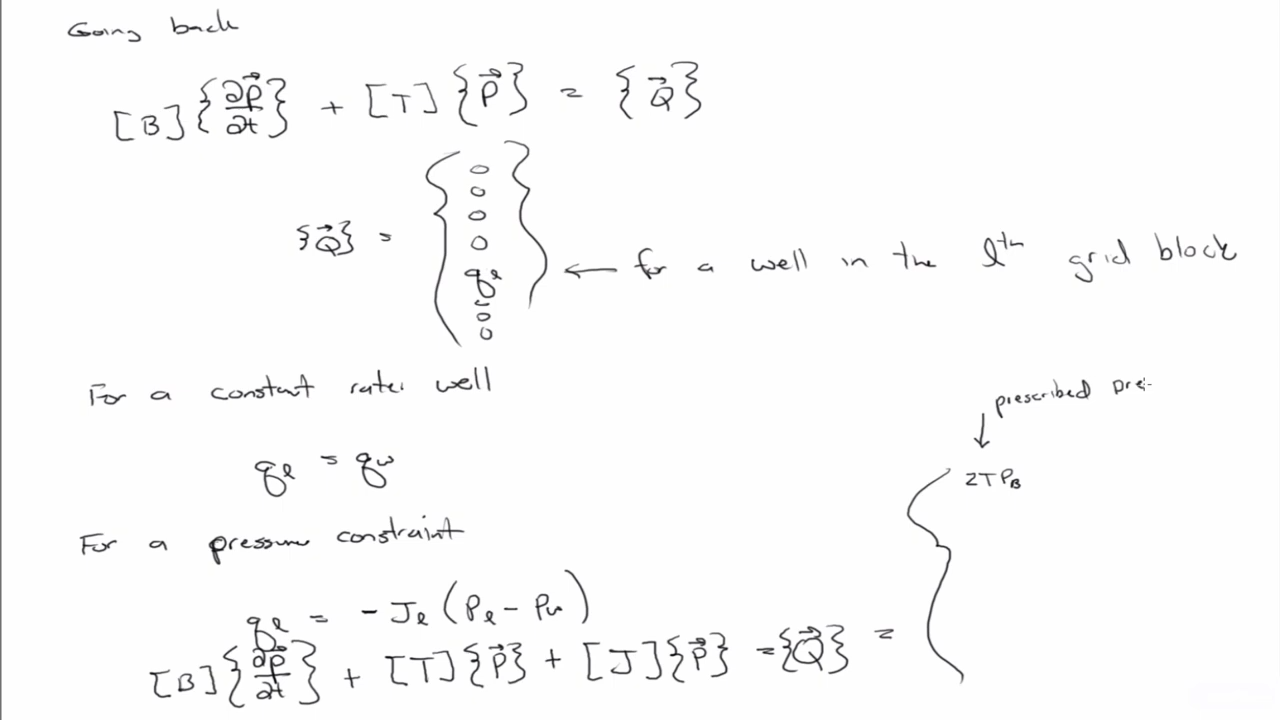 Going back
[B]{∂p⃗/∂t} + [T]{P⃗} = {Q⃗}
{Q⃗} = {0 0 0 0 qℓ 0 0} ← for a well in the ℓth grid block
For a constant rate well
qℓ = qw
For a pressure constraint
prescribed pre
↓
2TPB
qℓ = -Jℓ(Pℓ - Pw)
[B]{∂p⃗/∂t} + [T]{P⃗} + [J]{P⃗} = {Q⃗} = {